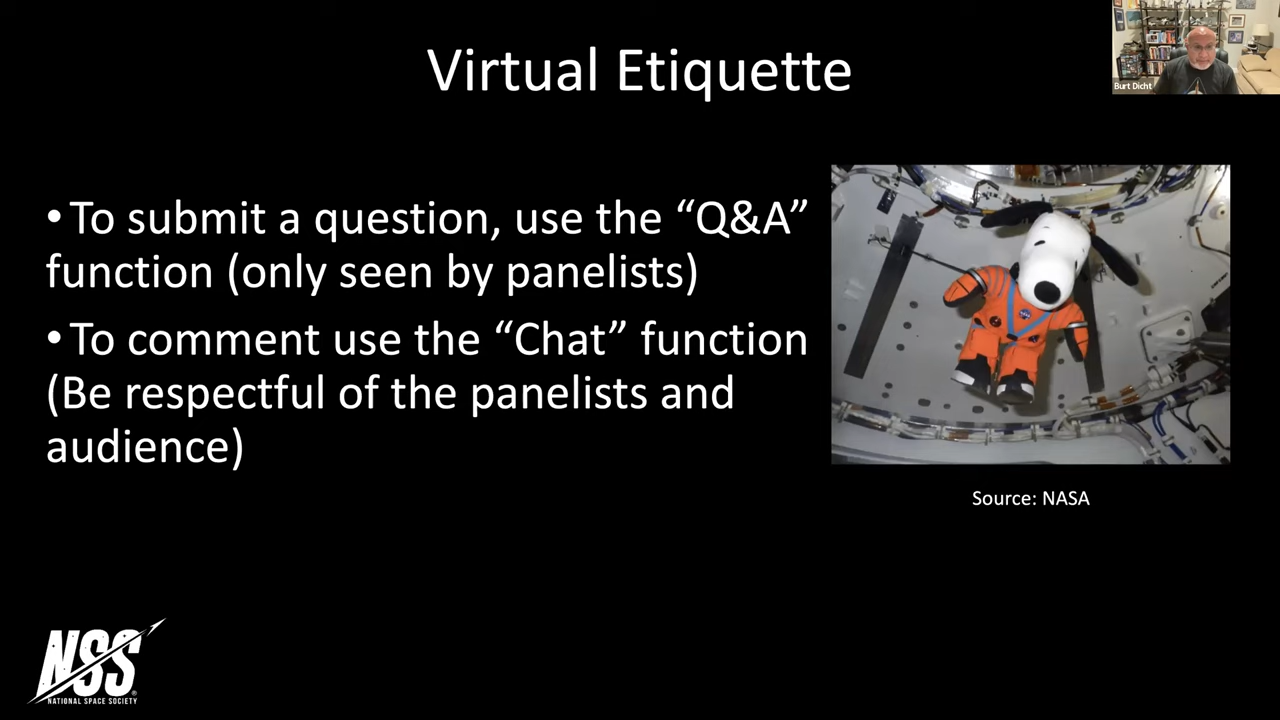 Virtual Etiquette
Burt Dicht
•To submit a question, use the “Q&A”
function (only seen by panelists)
•To comment use the “Chat” function
(Be respectful of the panelists and
audience)
Source: NASA
NSS
NATIONAL SPACE SOCIETY